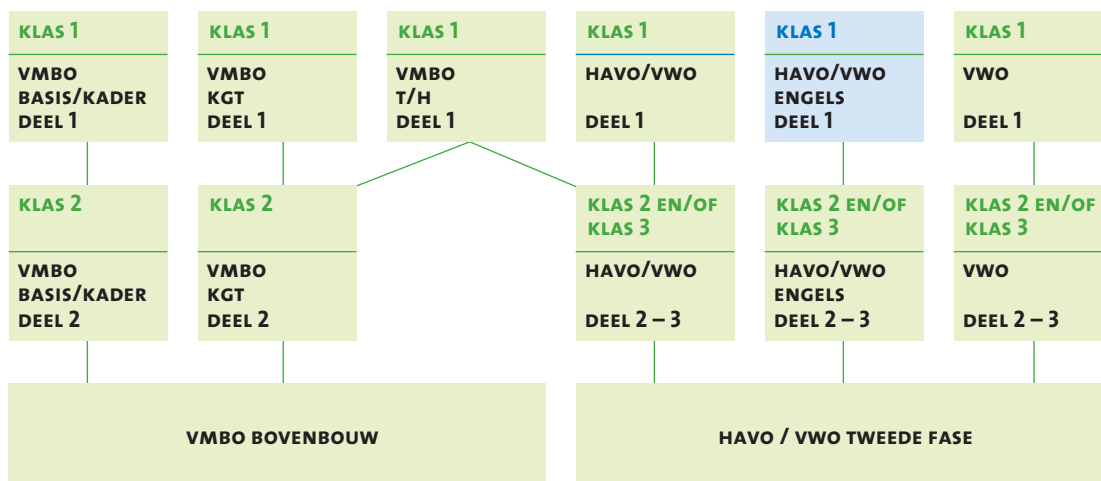 KLAS 1
VMBO
BASIS/KADER
DEEL 1
KLAS 1
VMBO
KGT
DEEL 1
KLAS 1
VMBO
T/H
DEEL 1
KLAS 1
HAVO/VWO
DEEL 1
KLAS 1
HAVO/VWO
ENGELS
DEEL 1
KLAS 1
VWO
DEEL 1
KLAS 2
VMBO
BASIS/KADER
DEEL 2
KLAS 2
VMBO
KGT
DEEL 2
KLAS 2 EN/OF
KLAS 3
HAVO/VWO
DEEL 2 – 3
KLAS 2 EN/OF
KLAS 3
HAVO/VWO
ENGELS
DEEL 2 – 3
KLAS 2 EN/OF
KLAS 3
VWO
DEEL 2 – 3
VMBO BOVENBOUW
HAVO / VWO TWEEDE FASE